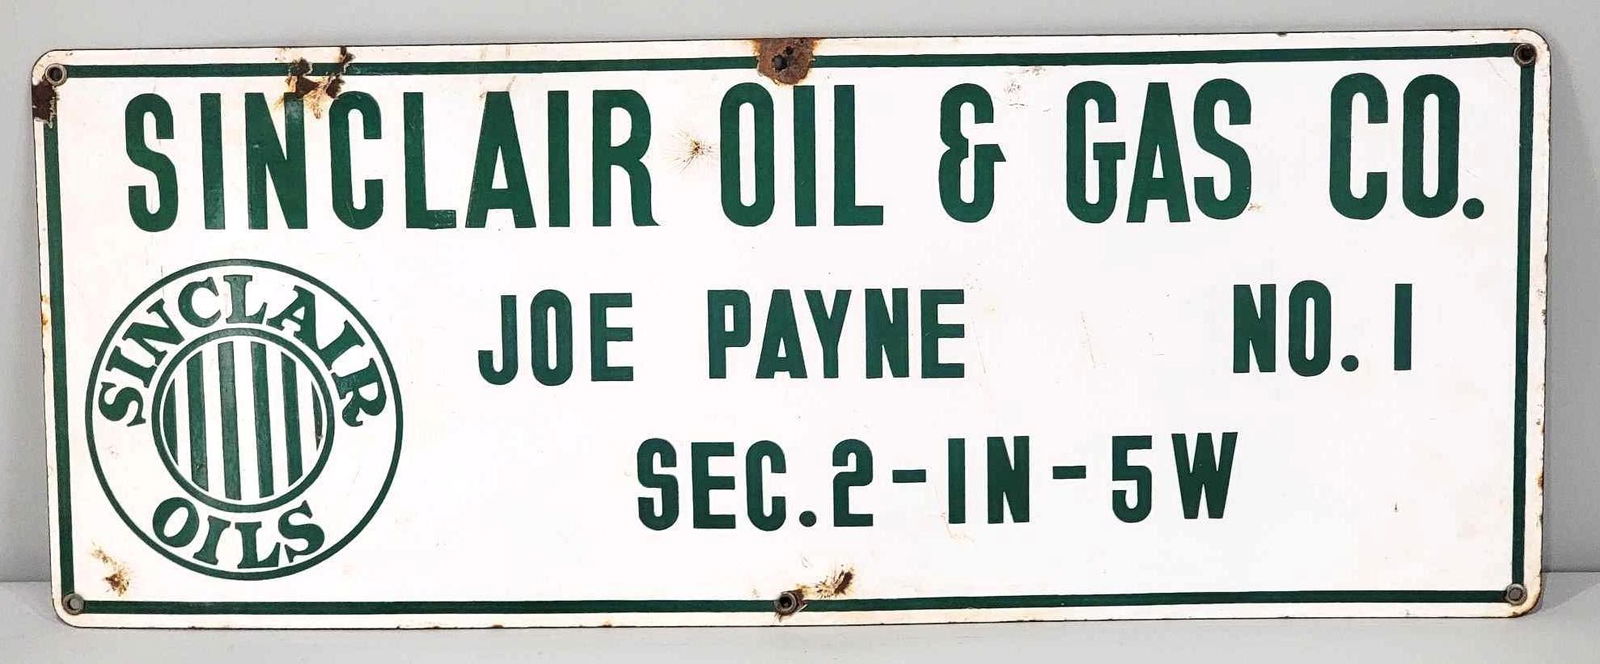 SINCLAIR OIL & GAS CO.
SINCLAIR
OILS
JOE PAYNE NO. 1
SEC. 2-1N-5W